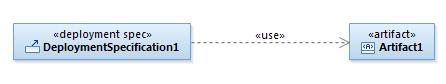 «deployment spec»
DeploymentSpecification1
«use»
«artifact»
Artifact1